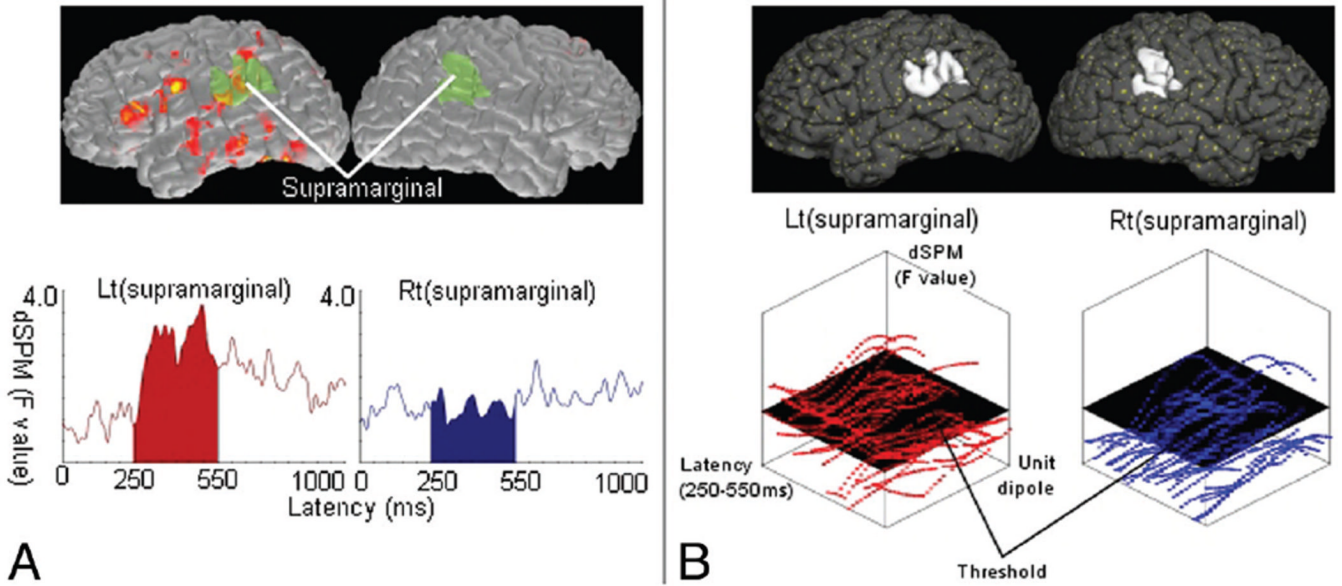 Supramarginal
Lt(supramarginal)
Rt(supramarginal)
4.0
4.0
dSPM (F value)
0
250
550
1000
0
250
550
1000
Latency (ms)
A
Lt(supramarginal)
Rt(supramarginal)
dSPM
(F value)
Latency
(250-550ms)
Unit
dipole
Threshold
B